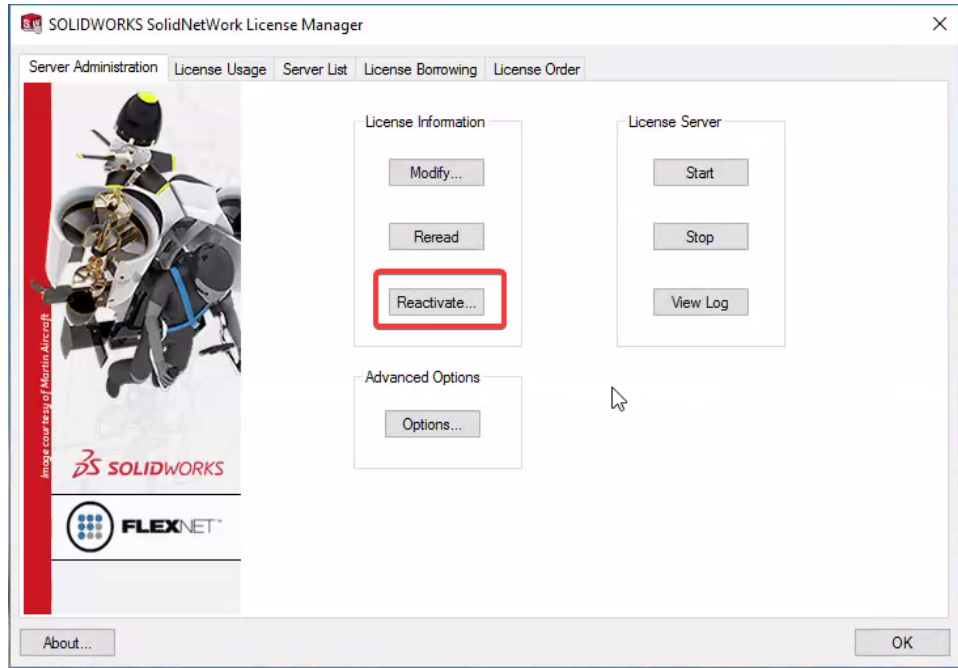 SOLIDWORKS SolidNetWork License Manager
Server Administration License Usage Server List License Borrowing License Order
License Information
Modify...
Reread
Reactivate...
License Server
Start
Stop
View Log
Advanced Options
Options...
Image courtesy of Martin Aircraft
SOLIDWORKS
FLEXNET™
About...
OK